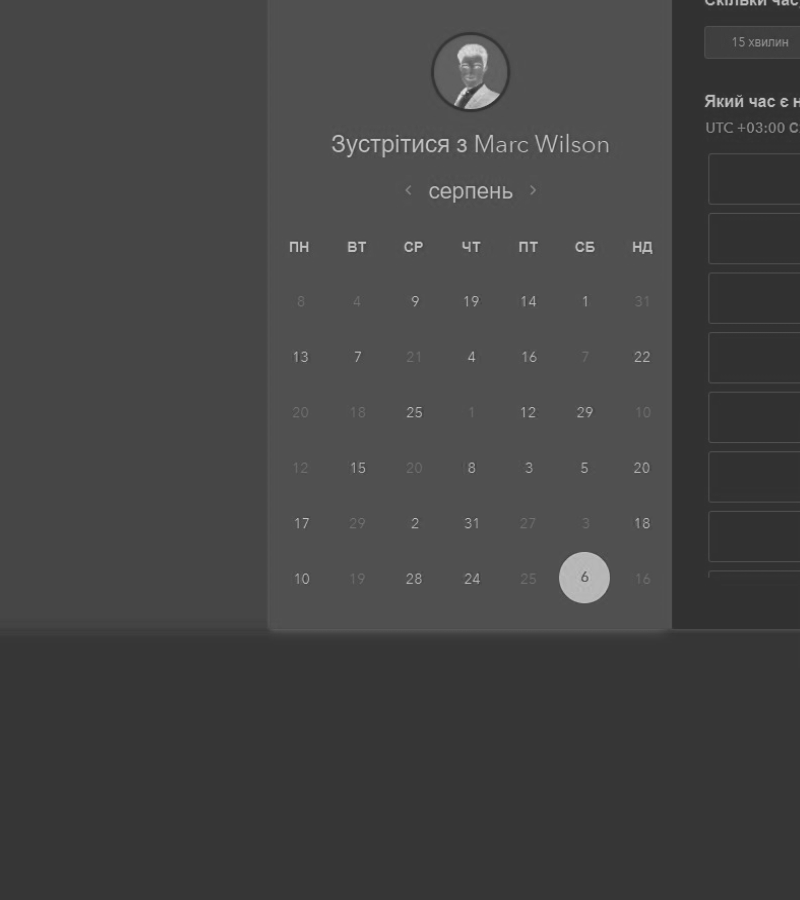 Скільки час
15 хвилин
Зустрітися з Marc Wilson
серпень
Який час є н
UTC +03:00 С
ПН ВТ СР ЧТ ПТ СБ НД
8 4 9 19 14 1 31
13 7 21 4 16 7 22
20 18 25 1 12 29 10
12 15 20 8 3 5 20
17 29 2 31 27 3 18
10 19 28 24 25 6 16